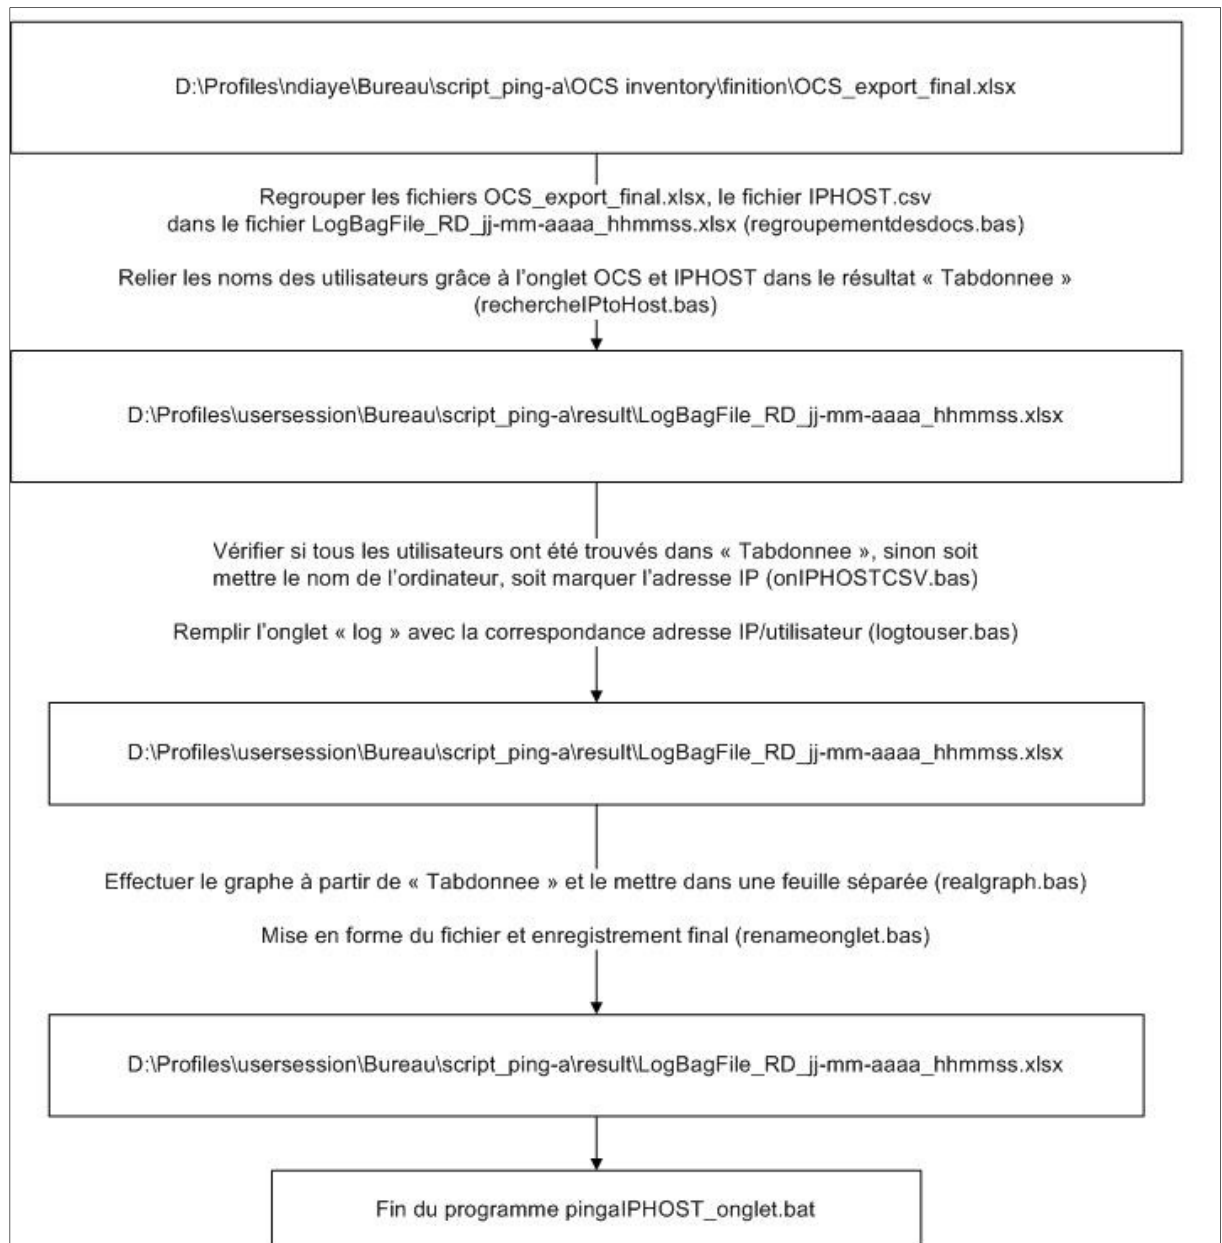 D:\Profiles\ndiaye\Bureau\script_ping-a\OCS inventory\finition\OCS_export_final.xlsx
Regrouper les fichiers OCS_export_final.xlsx, le fichier IPHOST.csv
dans le fichier LogBagFile_RD_jj-mm-aaaa_hhmmss.xlsx (regroupementdesdocs.bas)
Relier les noms des utilisateurs grâce à l'onglet OCS et IPHOST dans le résultat « Tabdonnee »
(rechercheIPtoHost.bas)
D:\Profiles\usersession\Bureau\script_ping-a\result\LogBagFile_RD_jj-mm-aaaa_hhmmss.xlsx
Vérifier si tous les utilisateurs ont été trouvés dans « Tabdonnee », sinon soit
mettre le nom de l'ordinateur, soit marquer l'adresse IP (onIPHOSTCSV.bas)
Remplir l'onglet « log » avec la correspondance adresse IP/utilisateur (logtouser.bas)
D:\Profiles\usersession\Bureau\script_ping-a\result\LogBagFile_RD_jj-mm-aaaa_hhmmss.xlsx
Effectuer le graphe à partir de « Tabdonnee » et le mettre dans une feuille séparée (realgraph.bas)
Mise en forme du fichier et enregistrement final (renameonglet.bas)
D:\Profiles\usersession\Bureau\script_ping-a\result\LogBagFile_RD_jj-mm-aaaa_hhmmss.xlsx
Fin du programme pingaIPHOST_onglet.bat